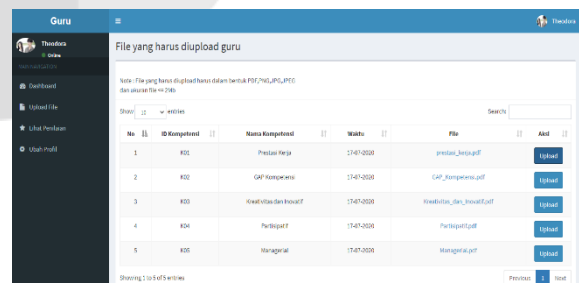 Guru
Theodora
Theodora
Online
File yang harus diupload guru
Dashboard
Upload File
Lihat Penilaian
Ubah Profil
Note : File yang harus diupload harus dalam bentuk PDF,PNG,JPG,JPEG
dan ukuran file => 2Mb
Show 10 entries
Search:
No ID Kompetensi Nama Kompetensi Waktu File Aksi
1 K01 Prestasi Kerja 17-07-2020 prestasi_kerja.pdf Upload
2 K02 GAP Kompetensi 17-07-2020 GAP_Kompetensi.pdf Upload
3 K03 Kreativitas dan Inovatif 17-07-2020 Kreativitas_dan_Inovatif.pdf Upload
4 K04 Partisipatif 17-07-2020 Partisipatif.pdf Upload
5 K05 Managerial 17-07-2020 Managerial.pdf Upload
Showing 1 to 5 of 5 entries
Previous 1 Next